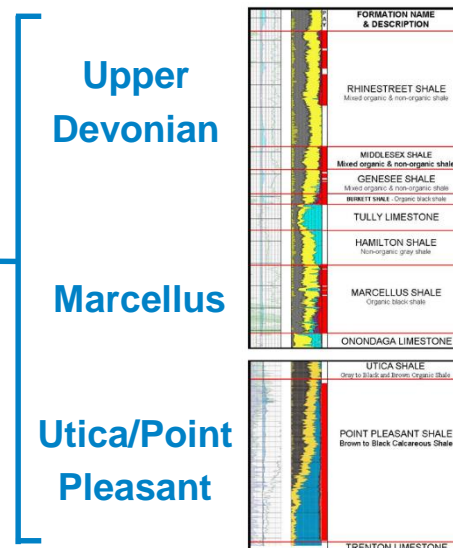 Upper
Devonian
Marcellus
Utica/Point
Pleasant
PAY
FORMATION NAME
& DESCRIPTION
RHINESTREET SHALE
Mixed organic & non-organic shale
MIDDLESEX SHALE
Mixed organic & non-organic shale
GENESEE SHALE
Mixed organic & non-organic shale
BURKETT SHALE - Organic black shale
TULLY LIMESTONE
HAMILTON SHALE
Non-organic gray shale
MARCELLUS SHALE
Organic black shale
ONONDAGA LIMESTONE
UTICA SHALE
Gray to Black and Brown Organic Shale
POINT PLEASANT SHALE
Brown to Black Calcareous Shale
TRENTON LIMESTONE